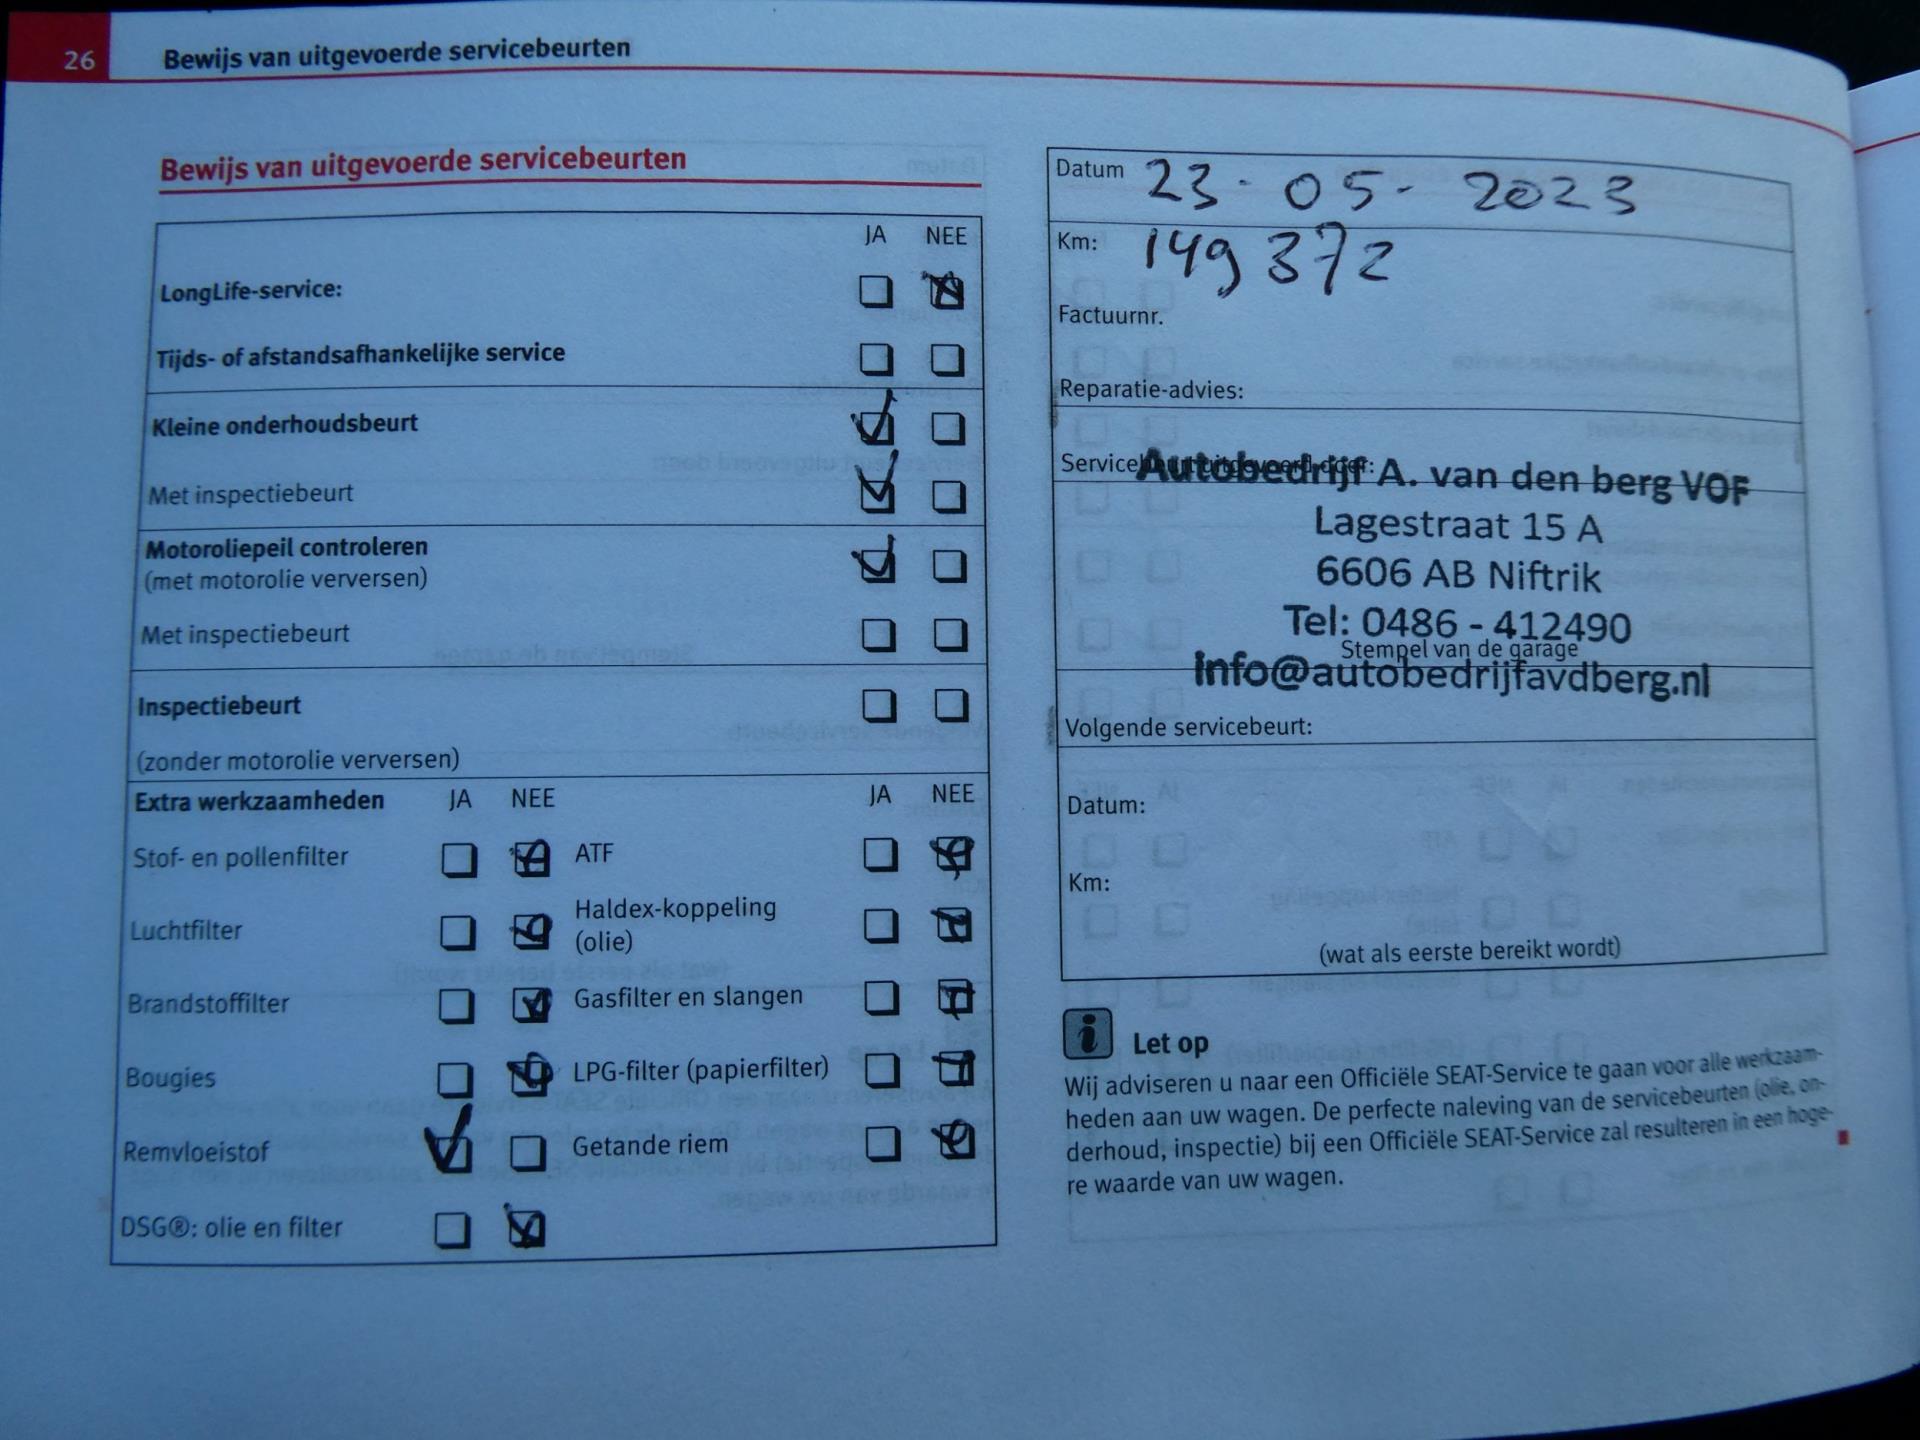 26 Bewijs van uitgevoerde servicebeurten
Bewijs van uitgevoerde servicebeurten
JA NEE
LongLife-service:
Tijds- of afstandsafhankelijke service
Kleine onderhoudsbeurt
Met inspectiebeurt
Motoroliepeil controleren
(met motorolie verversen)
Met inspectiebeurt
Inspectiebeurt
(zonder motorolie verversen)
Extra werkzaamheden JA NEE JA NEE
Stof- en pollenfilter ATF
Luchtfilter Haldex-koppeling
(olie)
Brandstoffilter Gasfilter en slangen
Bougies LPG-filter (papierfilter)
Remvloeistof Getande riem
DSG®: olie en filter
Datum 23-05-2023
Km: 149 372
Factuurnr.
Reparatie-advies:
Servicebeurt uitgevoerd door:
Autobedrijf A. van den berg VOF
Lagestraat 15 A
6606 AB Niftrik
Tel: 0486 - 412490
Stempel van de garage
info@autobedrijfavdberg.nl
Volgende servicebeurt:
Datum:
Km:
(wat als eerste bereikt wordt)
Let op
Wij adviseren u naar een Officiële SEAT-Service te gaan voor alle werkzaam-
heden aan uw wagen. De perfecte naleving van de servicebeurten (olie, on-
derhoud, inspectie) bij een Officiële SEAT-Service zal resulteren in een hoge-
re waarde van uw wagen.